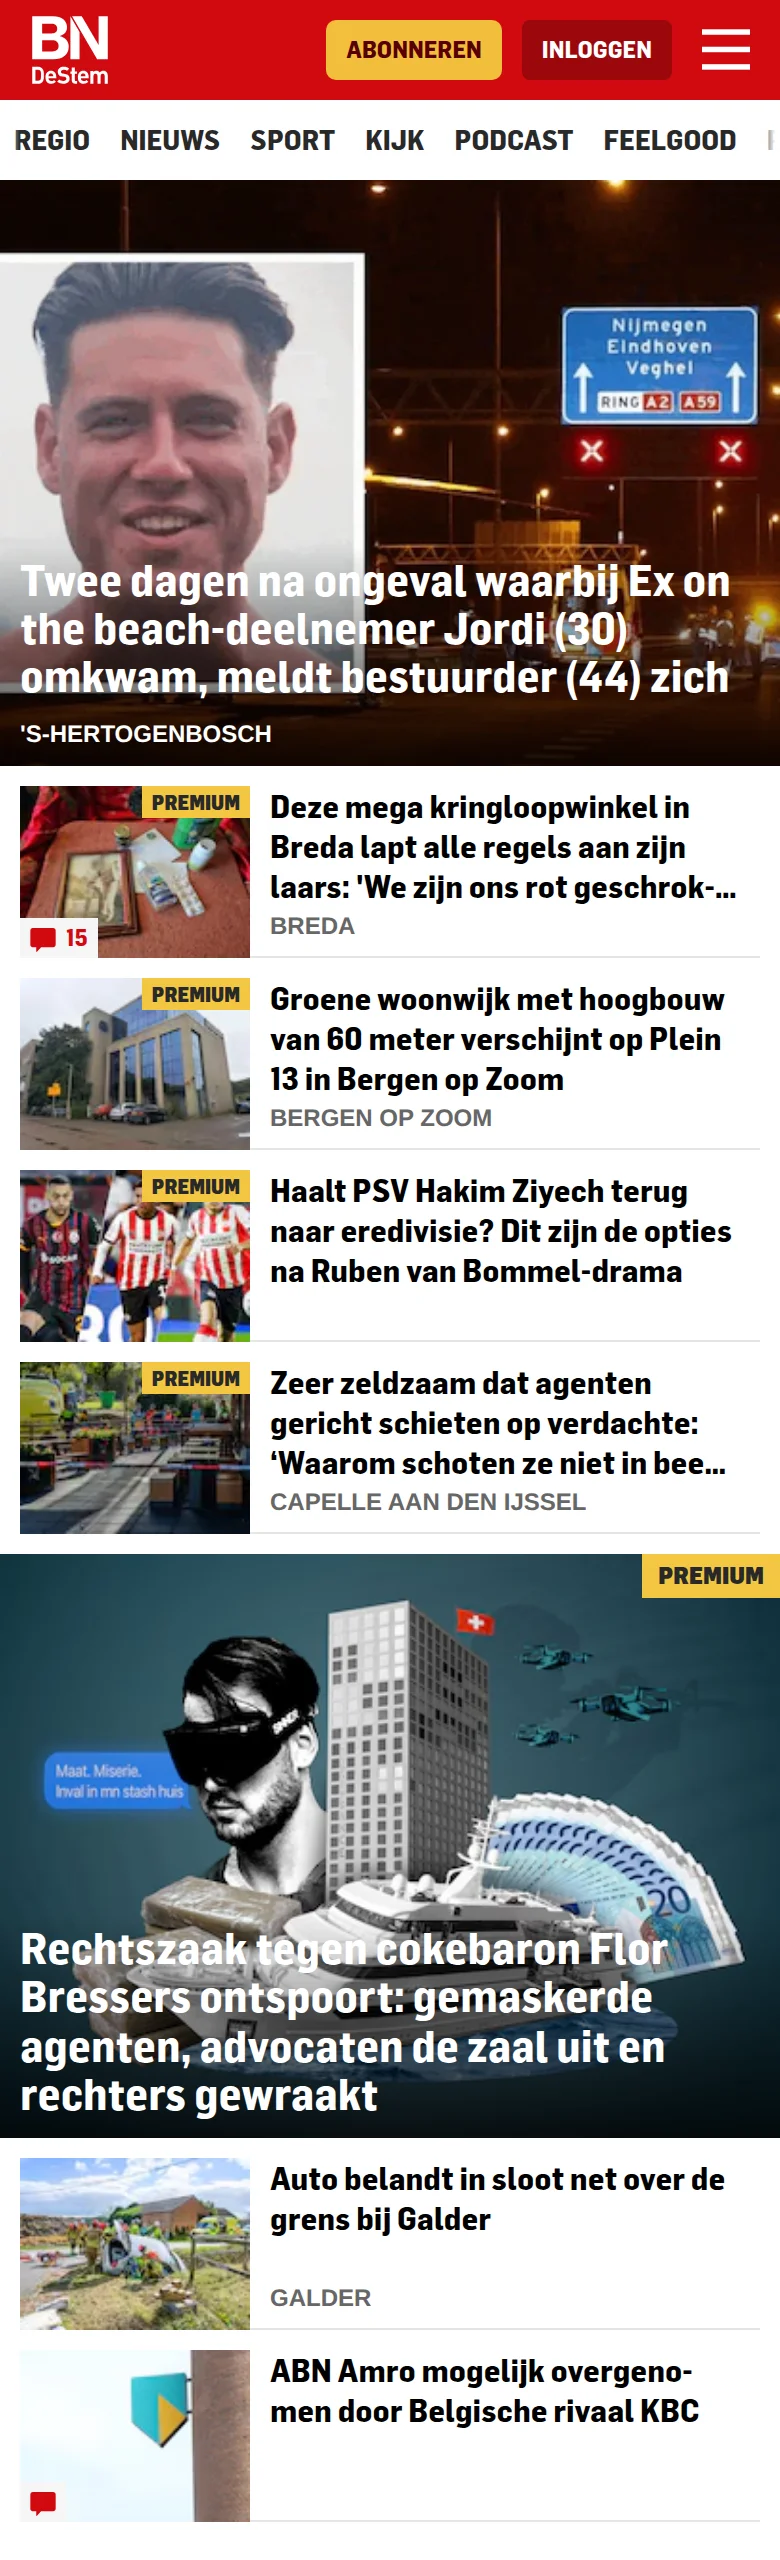 BN
DeStem
ABONNEREN
INLOGGEN
REGIO NIEUWS SPORT KIJK PODCAST FEELGOOD
Nijmegen
Eindhoven
Veghel
RING A2 A59
Twee dagen na ongeval waarbij Ex on
the beach-deelnemer Jordi (30)
omkwam, meldt bestuurder (44) zich
'S-HERTOGENBOSCH
PREMIUM
15
Deze mega kringloopwinkel in
Breda lapt alle regels aan zijn
laars: 'We zijn ons rot geschrok-...
BREDA
PREMIUM
Groene woonwijk met hoogbouw
van 60 meter verschijnt op Plein
13 in Bergen op Zoom
BERGEN OP ZOOM
PREMIUM
Haalt PSV Hakim Ziyech terug
naar eredivisie? Dit zijn de opties
na Ruben van Bommel-drama
PREMIUM
Zeer zeldzaam dat agenten
gericht schieten op verdachte:
‘Waarom schoten ze niet in bee...
CAPELLE AAN DEN IJSSEL
PREMIUM
Maat. Miserie.
Inval in mn stash huis
20
Rechtszaak tegen cokebaron Flor
Bressers ontspoort: gemaskerde
agenten, advocaten de zaal uit en
rechters gewraakt
Auto belandt in sloot net over de
grens bij Galder
GALDER
ABN Amro mogelijk overgeno-
men door Belgische rivaal KBC